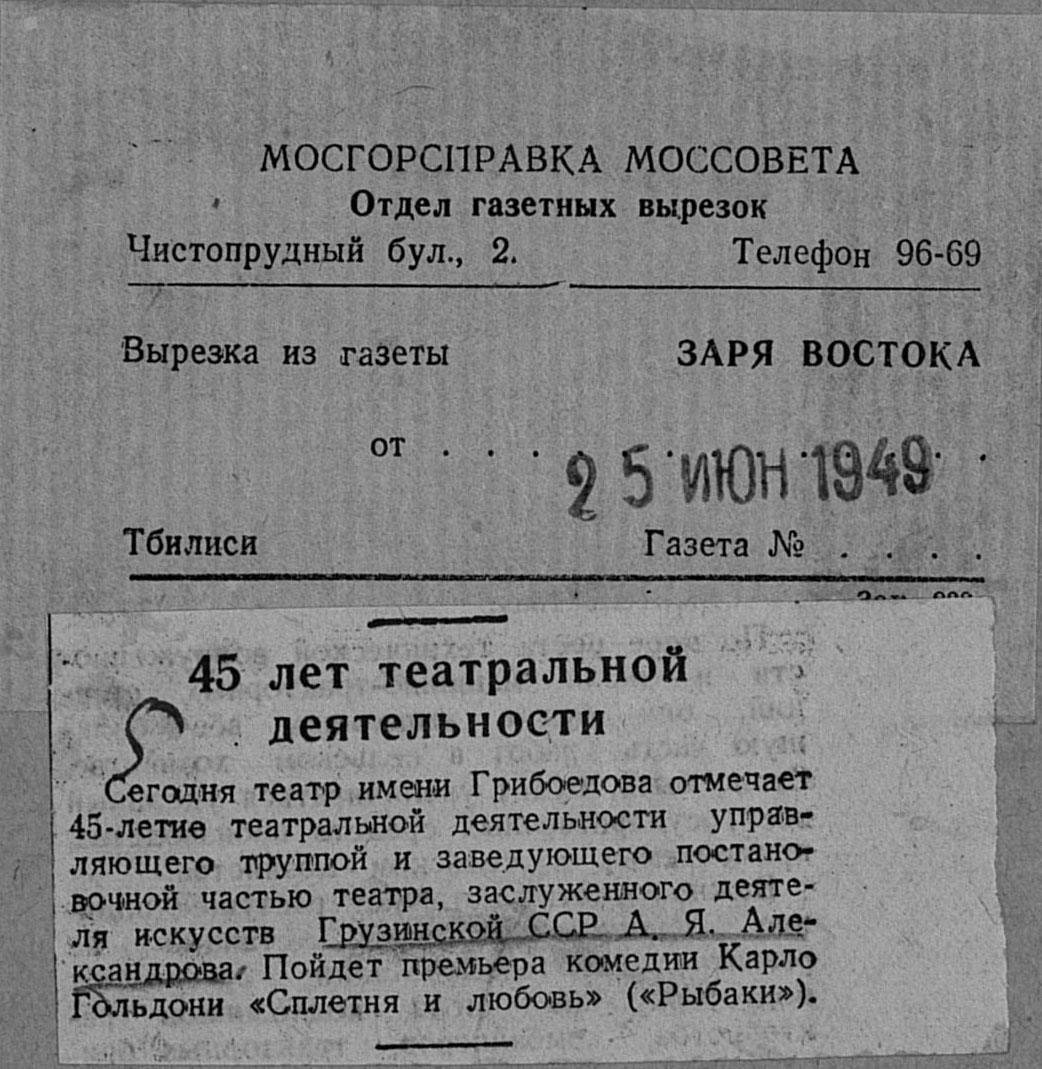 МОСГОРСПРАВКА МОССОВЕТА
Отдел газетных вырезок
Чистопрудный бул., 2. Телефон 96-69
Вырезка из газеты ЗАРЯ ВОСТОКА
от . . . . 25 ИЮН 1949 .
Тбилиси Газета № . . . .
45 лет театральной
деятельности
Сегодня театр имени Грибоедова отмечает
45-летие театральной деятельности управ-
ляющего труппой и заведующего постано-
вочной частью театра, заслуженного деяте-
ля искусств Грузинской ССР А. Я. Але-
ксандрова. Пойдет премьера комедии Карло
Гольдони «Сплетня и любовь» («Рыбаки»).